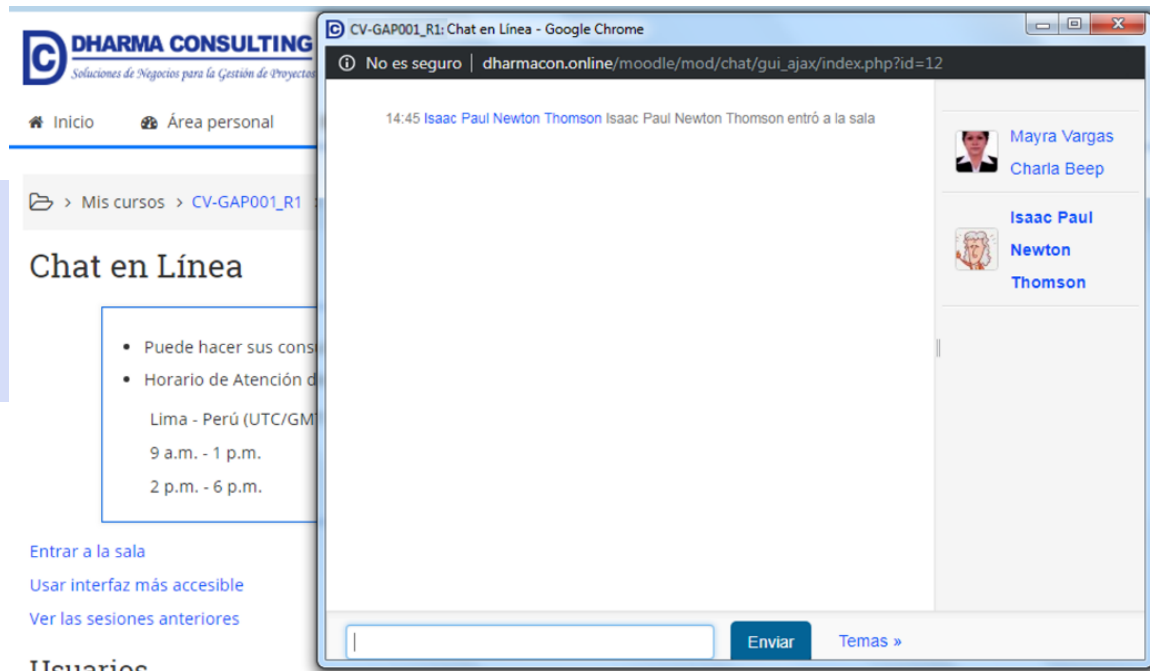 DHARMA CONSULTING
Soluciones de Negocios para la Gestión de Proyectos
Inicio
Área personal
> Mis cursos > CV-GAP001_R1
Chat en Línea
• Puede hacer sus
• Horario de Atención
Lima - Perú
9 a.m. - 1 p.m.
2 p.m. - 6 p.m.
Entrar a la sala
Usar interfaz más accesible
Ver las sesiones anteriores
Usuarios
CV-GAP001_R1: Chat en Línea - Google Chrome
No es seguro | dharmacon.online/moodle/mod/chat/gui_ajax/index.php?id=12
14:45 Isaac Paul Newton Thomson Isaac Paul Newton Thomson entró a la sala
Mayra Vargas
Charla Beep
Isaac Paul
Newton
Thomson
Enviar
Temas »